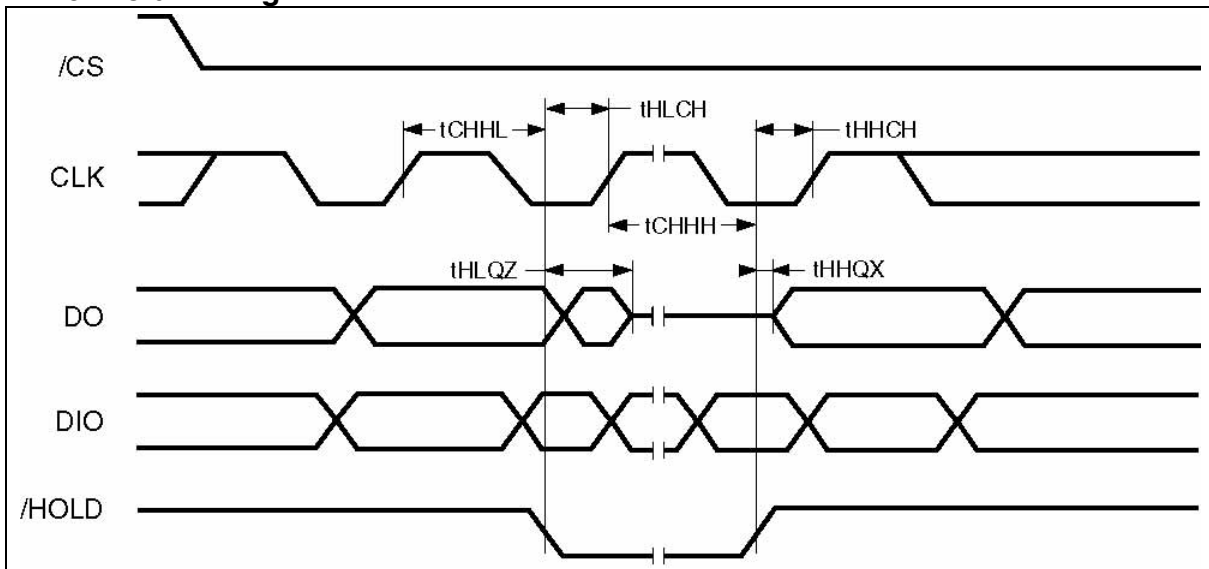 /CS
tHLCH
tCHHL
tHHCH
CLK
tCHHH
tHLQZ
tHHQX
DO
DIO
/HOLD